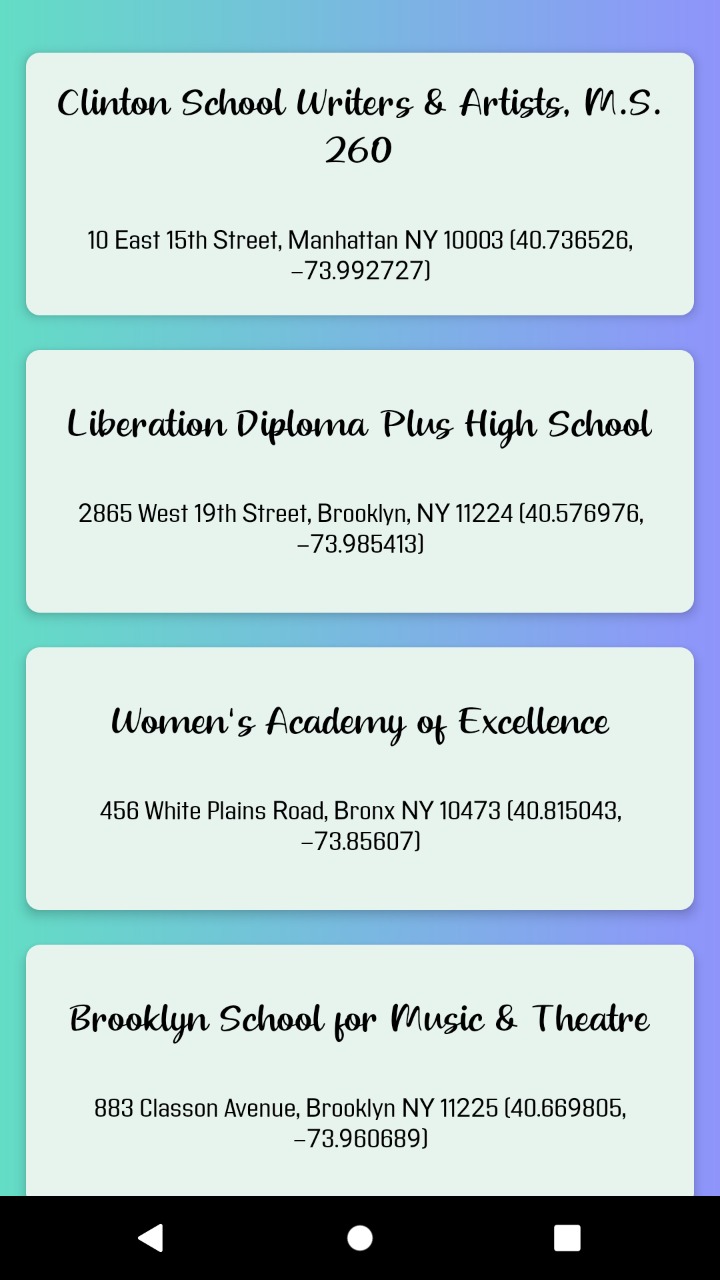 Clinton School Writers & Artists, M.S.
260
10 East 15th Street, Manhattan NY 10003 (40.736526,
−73.992727)
Liberation Diploma Plus High School
2865 West 19th Street, Brooklyn, NY 11224 (40.576976,
−73.985413)
Women's Academy of Excellence
456 White Plains Road, Bronx NY 10473 (40.815043,
−73.85607)
Brooklyn School for Music & Theatre
883 Classon Avenue, Brooklyn NY 11225 (40.669805,
−73.960689)